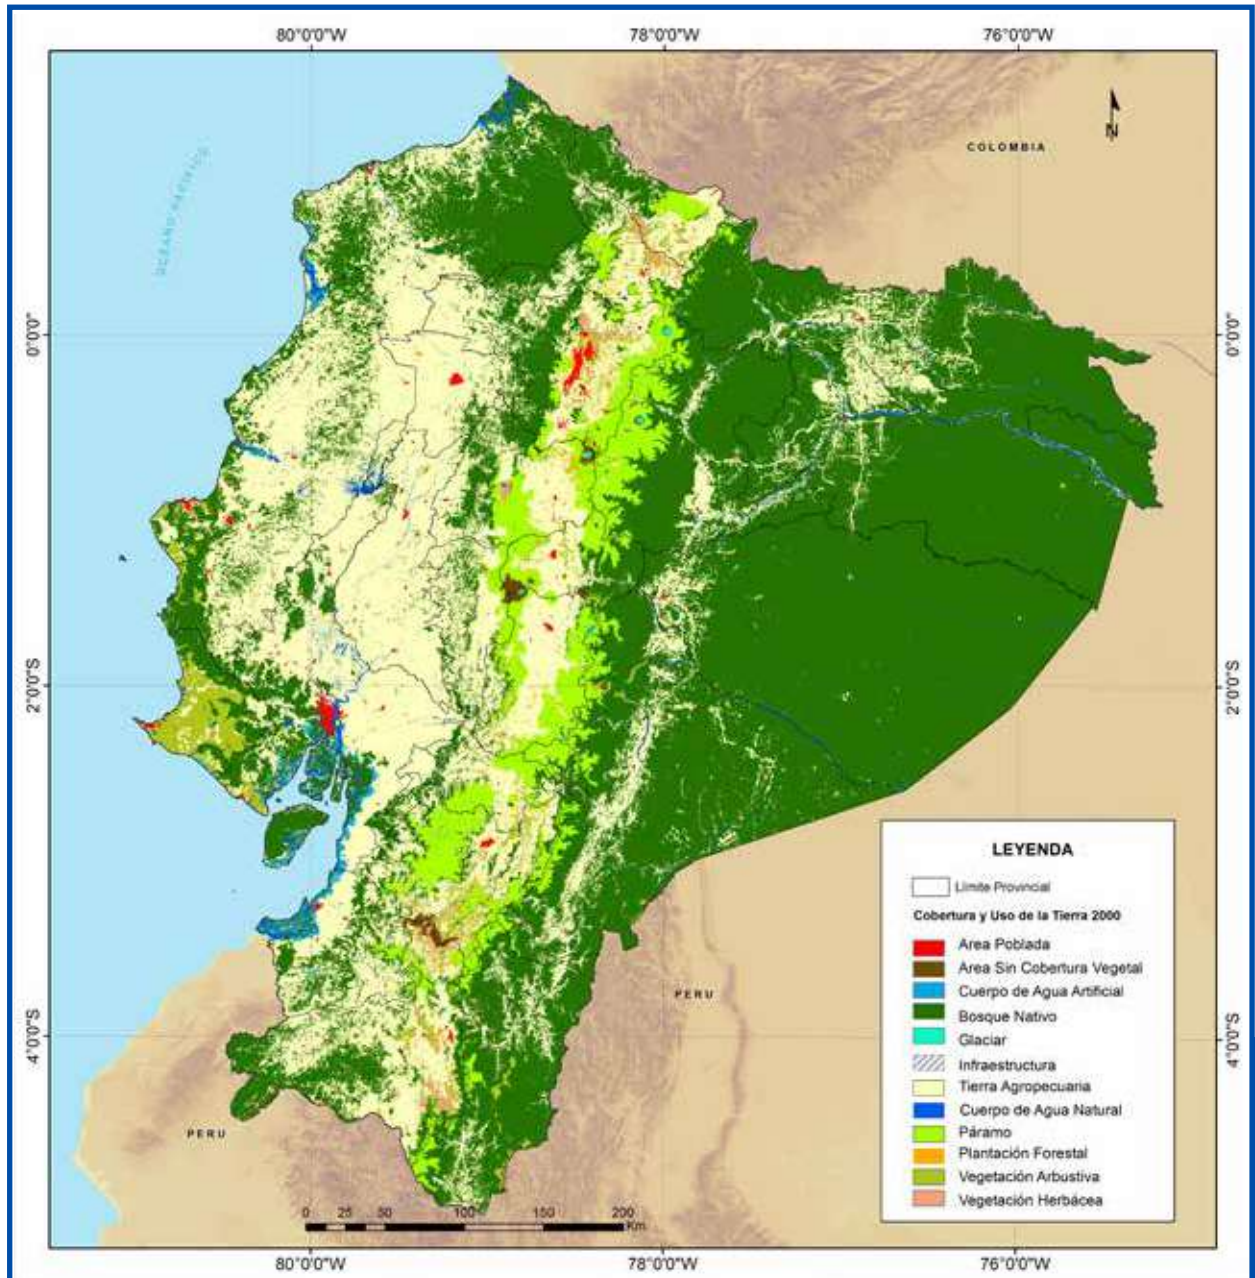 80°0'0"W 78°0'0"W 76°0'0"W
COLOMBIA
N
OCEANO PACIFICO
0°0'0" 0°0'0"
2°0'0"S 2°0'0"S
LEYENDA
Límite Provincial
Cobertura y Uso de la Tierra 2000
Area Poblada
Area Sin Cobertura Vegetal
Cuerpo de Agua Artificial
Bosque Nativo
Glaciar
Infraestructura
Tierra Agropecuaria
Cuerpo de Agua Natural
Páramo
Plantación Forestal
Vegetación Arbustiva
Vegetación Herbácea
PERU
4°0'0"S 4°0'0"S
PERU
0 25 50 100 150 200
Km
80°0'0"W 78°0'0"W 76°0'0"W